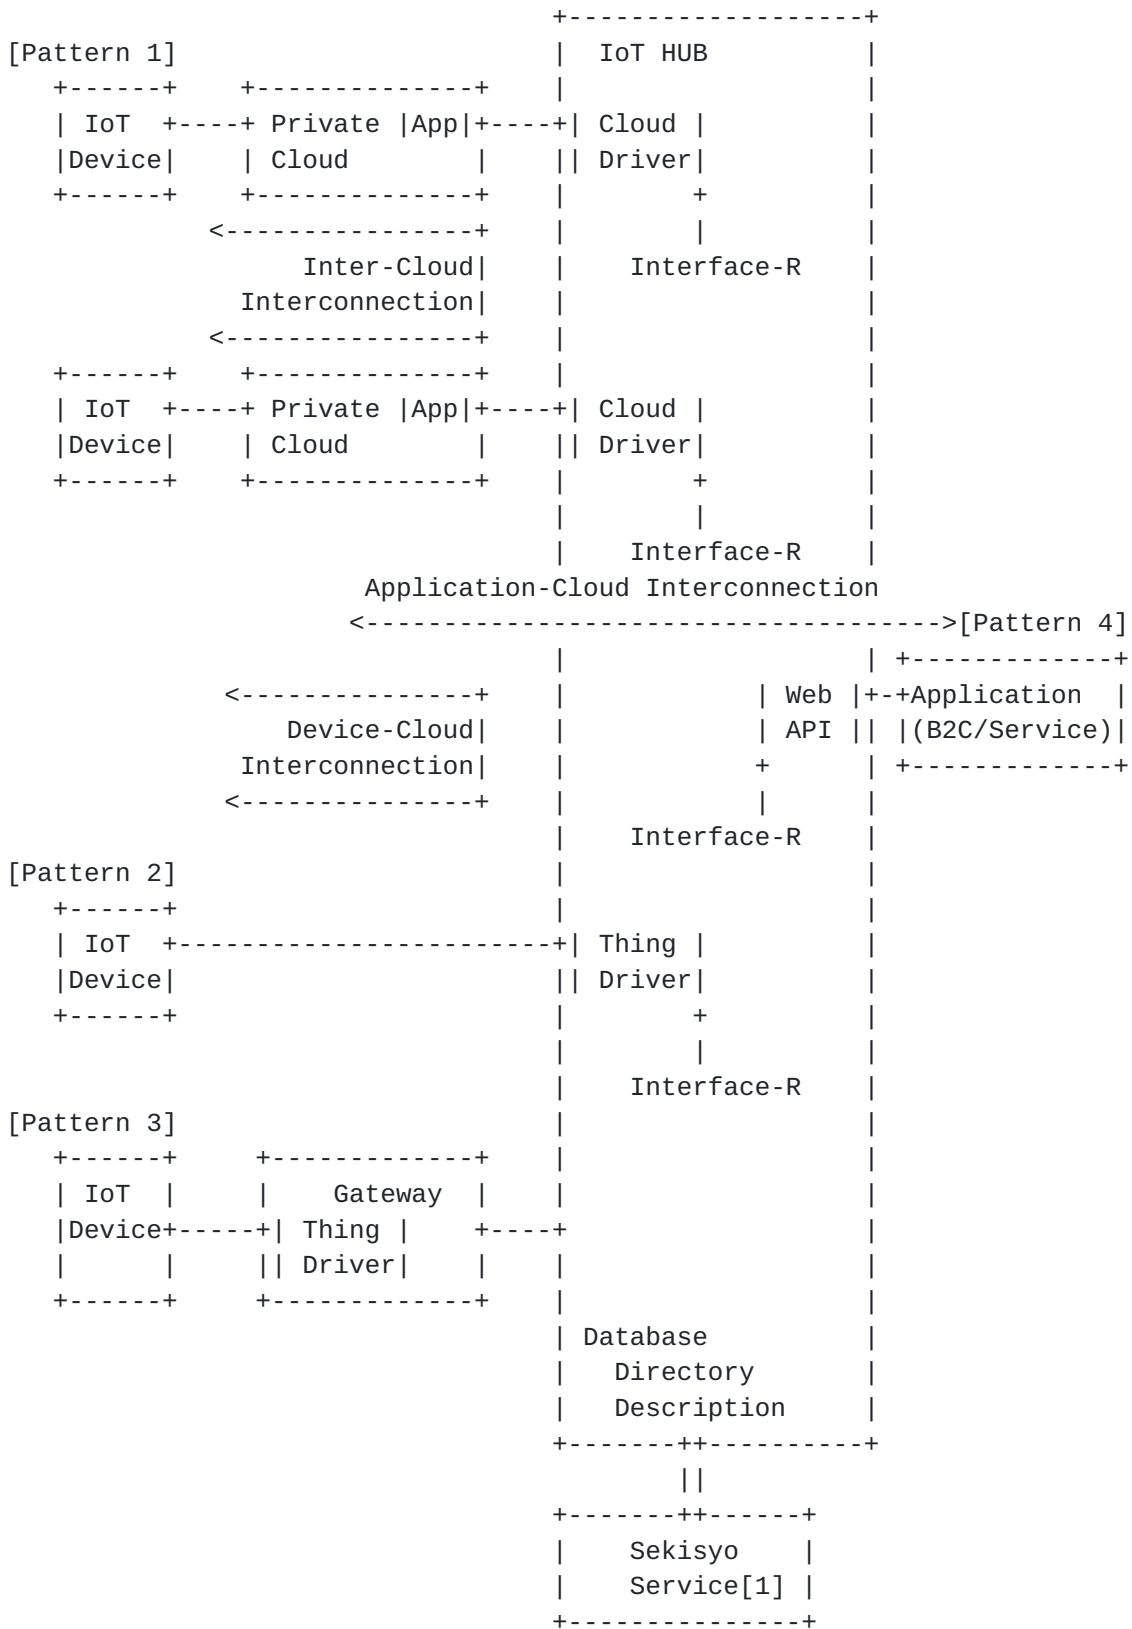 +-------------------+
[Pattern 1]                        |  IoT HUB          |
   +------+    +--------------+    |                   |
   | IoT  +----+ Private |App|+----+| Cloud |          |
   |Device|    | Cloud        |    || Driver|          |
   +------+    +--------------+    |        +          |
             <----------------+    |        |          |
                   Inter-Cloud|    |    Interface-R    |
               Interconnection|    |                   |
             <----------------+    |                   |
   +------+    +--------------+    |                   |
   | IoT  +----+ Private |App|+----+| Cloud |          |
   |Device|    | Cloud        |    || Driver|          |
   +------+    +--------------+    |        +          |
                                   |        |          |
                                   |    Interface-R    |
                       Application-Cloud Interconnection
                      <------------------------------------->[Pattern 4]
                                   |                   | +-------------+
              <---------------+    |            | Web |+-+Application  |
                  Device-Cloud|    |            | API || |(B2C/Service)|
               Interconnection|    |            +      | +-------------+
              <---------------+    |            |      |
                                   |    Interface-R    |
[Pattern 2]                        |                   |
   +------+                        |                   |
   | IoT  +------------------------+| Thing |          |
   |Device|                        || Driver|          |
   +------+                        |        +          |
                                   |        |          |
                                   |    Interface-R    |
[Pattern 3]                        |                   |
   +------+     +-------------+    |                   |
   | IoT  |     |    Gateway  |    |                   |
   |Device+-----+| Thing |    +----+                   |
   |      |     || Driver|    |    |                   |
   +------+     +-------------+    |                   |
                                   | Database          |
                                   |   Directory       |
                                   |   Description     |
                                   +-------++----------+
                                           ||
                                   +-------++------+
                                   |    Sekisyo    |
                                   |    Service[1] |
                                   +---------------+